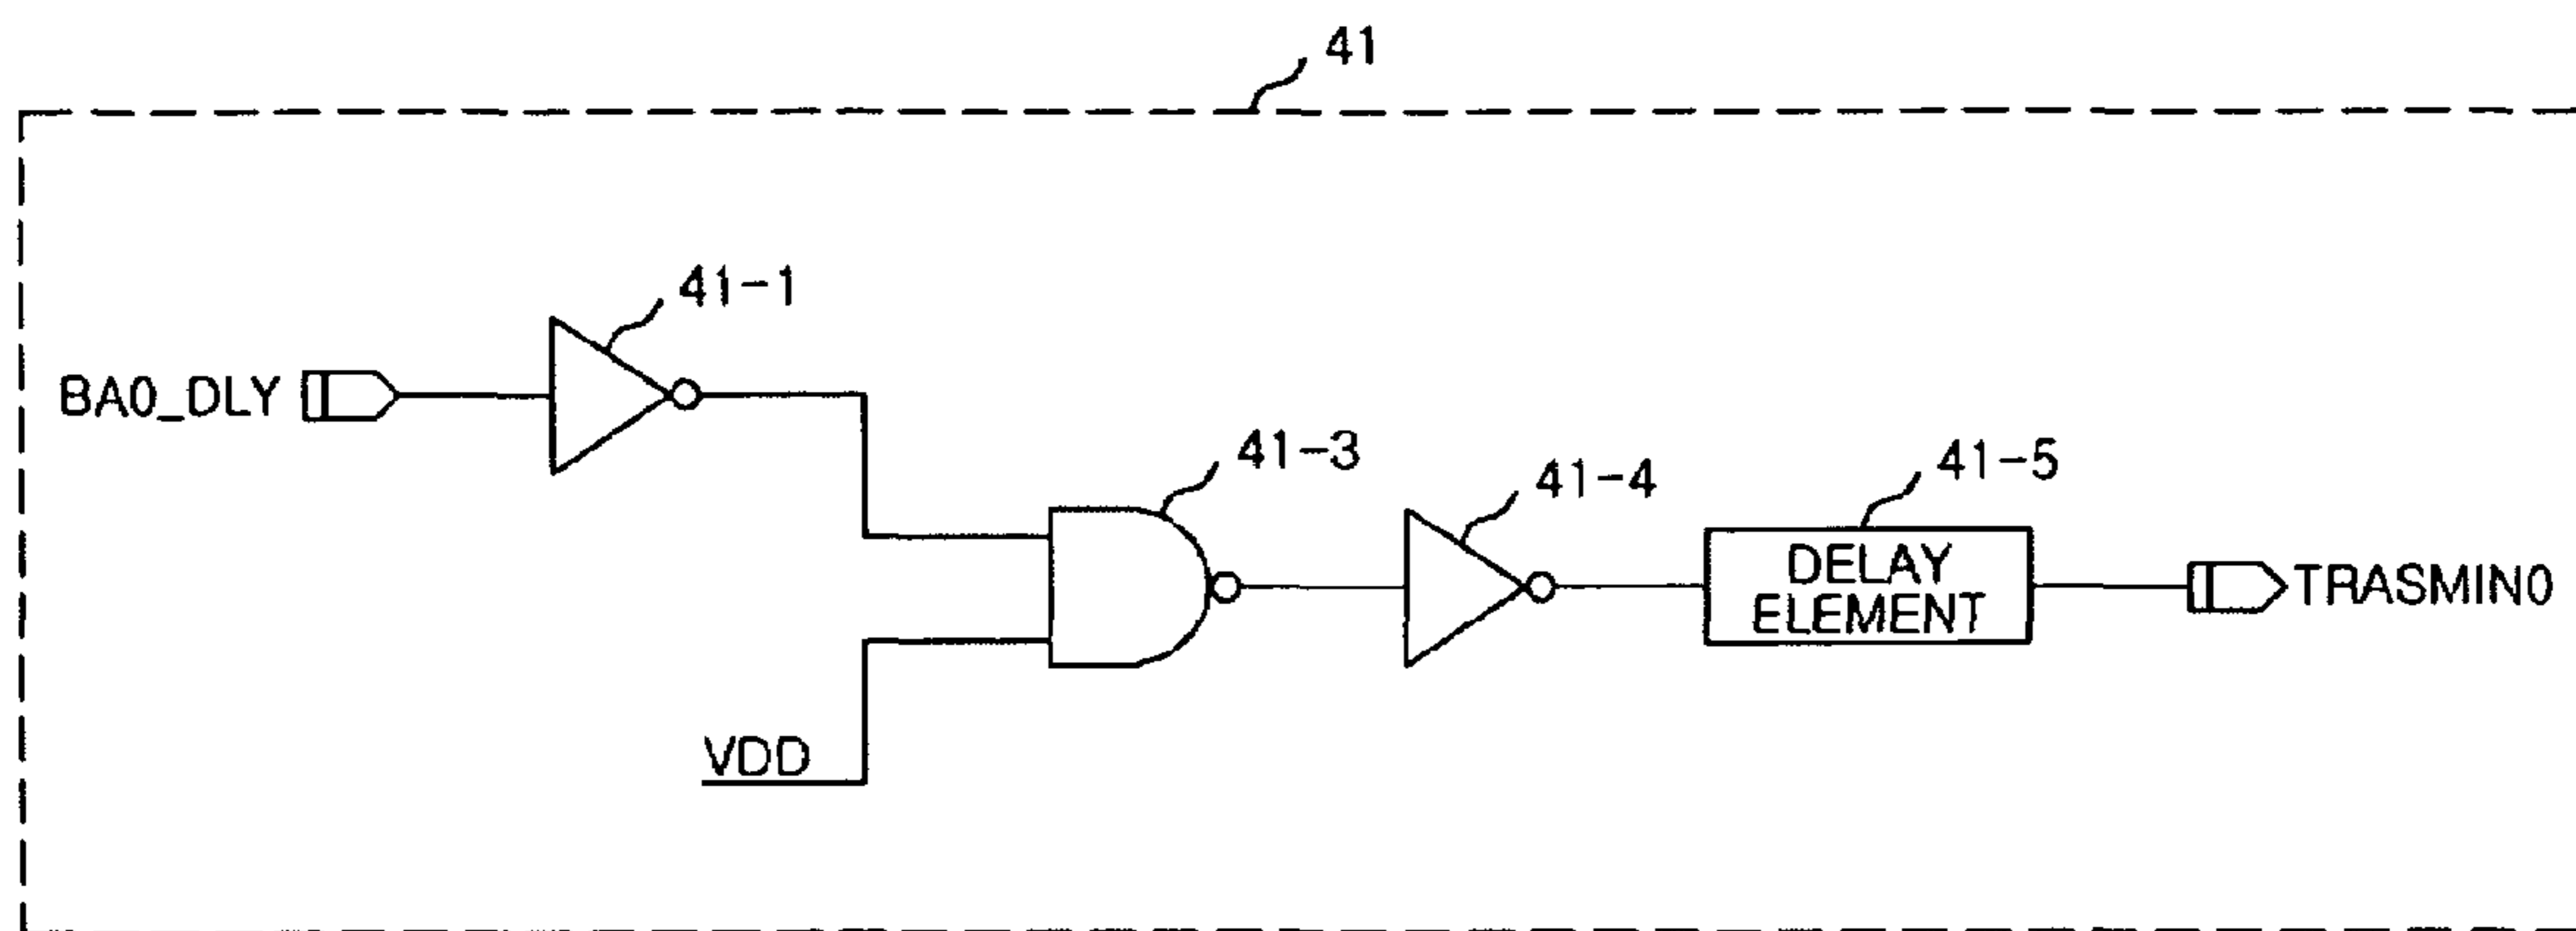 41
41-1
BA0_DLY
41-3
41-4
41-5
DELAY
ELEMENT
TRASMIN0
VDD